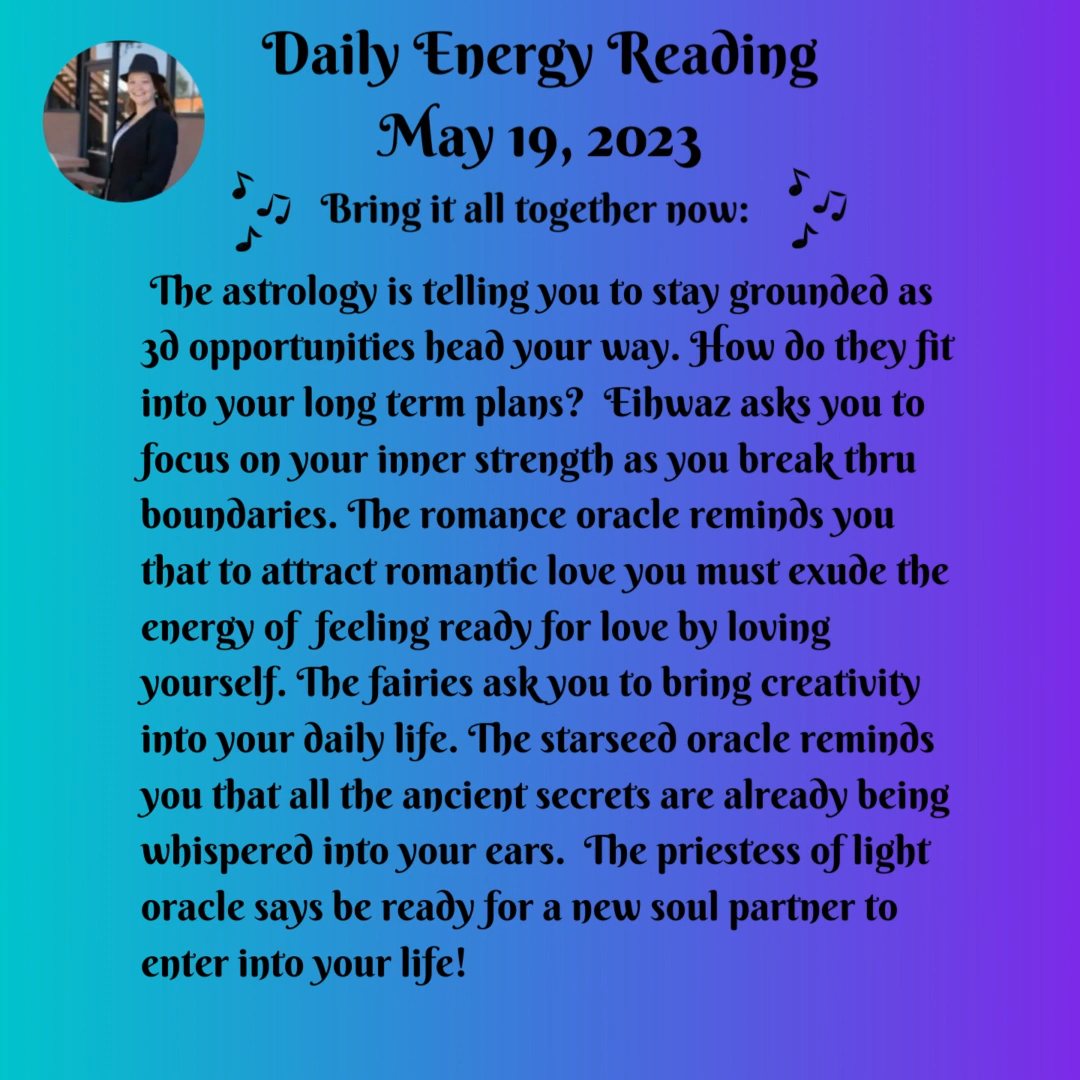 Daily Energy Reading
May 19, 2023
Bring it all together now:
The astrology is telling you to stay grounded as
3d opportunities head your way. How do they fit
into your long term plans?  Eihwaz asks you to
focus on your inner strength as you break thru
boundaries. The romance oracle reminds you
that to attract romantic love you must exude the
energy of  feeling ready for love by loving
yourself. The fairies ask you to bring creativity
into your daily life. The starseed oracle reminds
you that all the ancient secrets are already being
whispered into your ears.  The priestess of light
oracle says be ready for a new soul partner to
enter into your life!